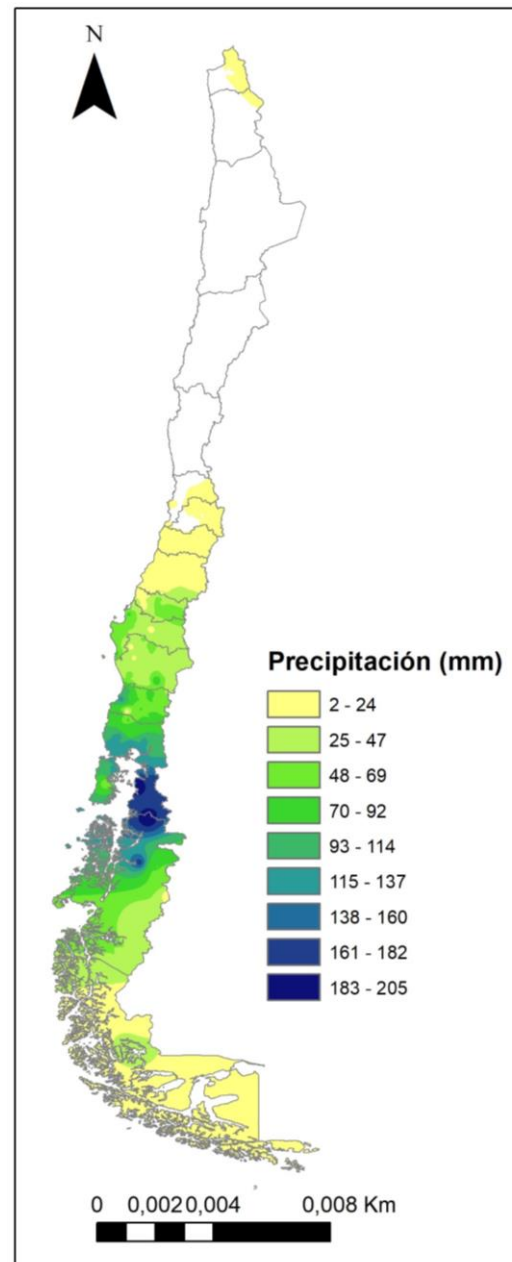 N
Precipitación (mm)
2 - 24
25 - 47
48 - 69
70 - 92
93 - 114
115 - 137
138 - 160
161 - 182
183 - 205
0 0,002 0,004 0,008 Km